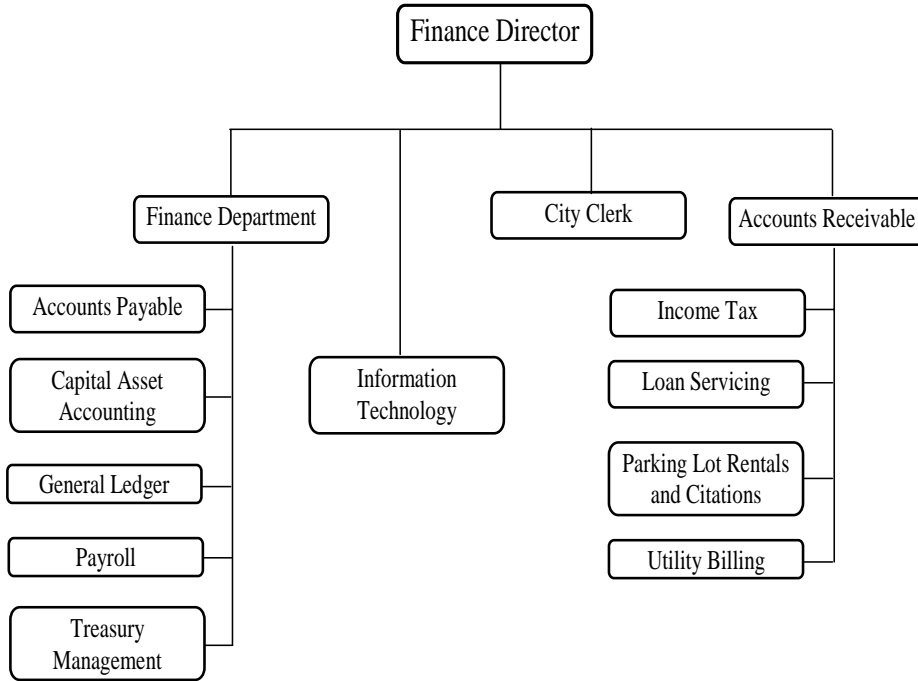 Finance Director
Finance Department
City Clerk
Accounts Receivable
Accounts Payable
Capital Asset
Accounting
General Ledger
Payroll
Treasury
Management
Information
Technology
Income Tax
Loan Servicing
Parking Lot Rentals
and Citations
Utility Billing